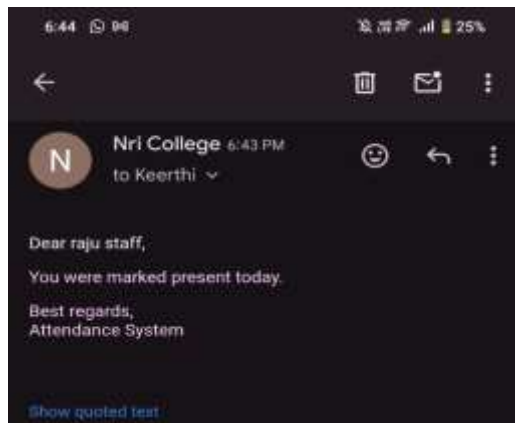 6:44
25%
N
Nri College 6:43 PM
to Keerthi
Dear raju staff,
You were marked present today.
Best regards,
Attendance System
Show quoted text